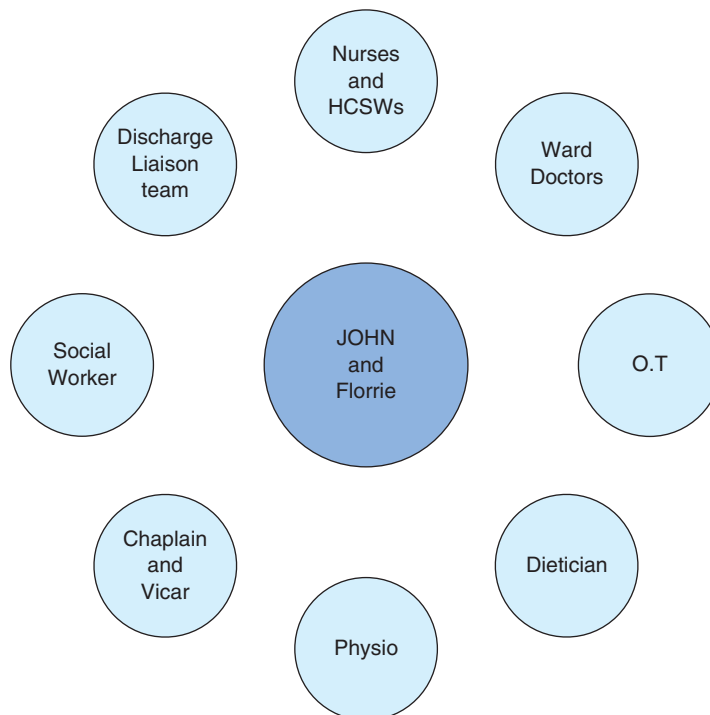 Nurses
and
HCSWs
Discharge
Liaison
team
Ward
Doctors
Social
Worker
JOHN
and
Florrie
O.T
Chaplain
and
Vicar
Dietician
Physio